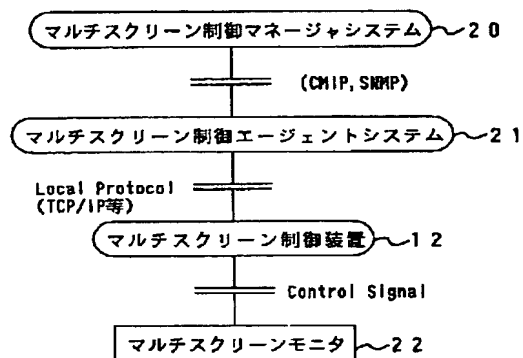 マルチスクリーン制御マネージャシステム 20
(CMIP,SNMP)
マルチスクリーン制御エージェントシステム 21
Local Protocol
(TCP/IP等)
マルチスクリーン制御装置 12
Control Signal
マルチスクリーンモニタ 22